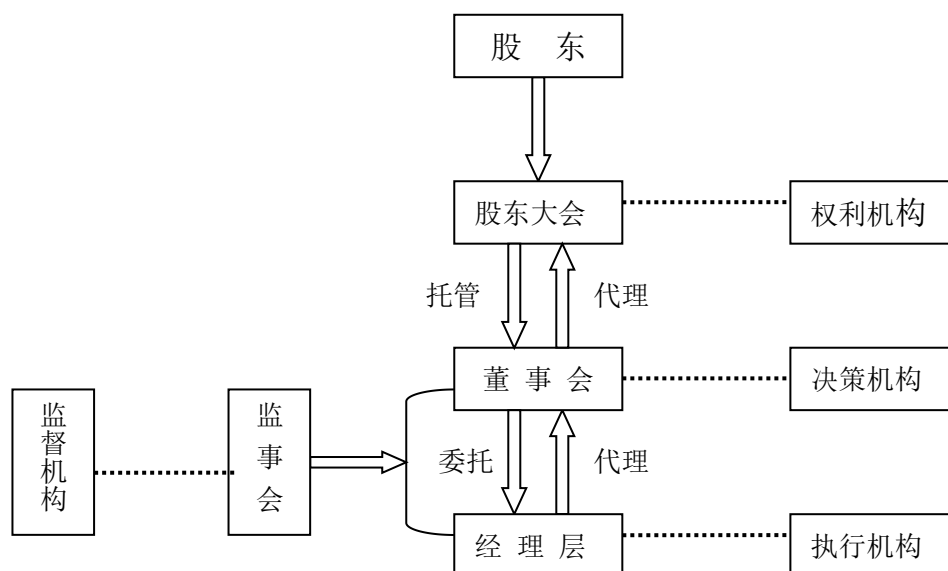 股 东
股东大会
权利机构
托管
代理
董 事 会
决策机构
监督机构
监事会
委托
代理
经 理 层
执行机构